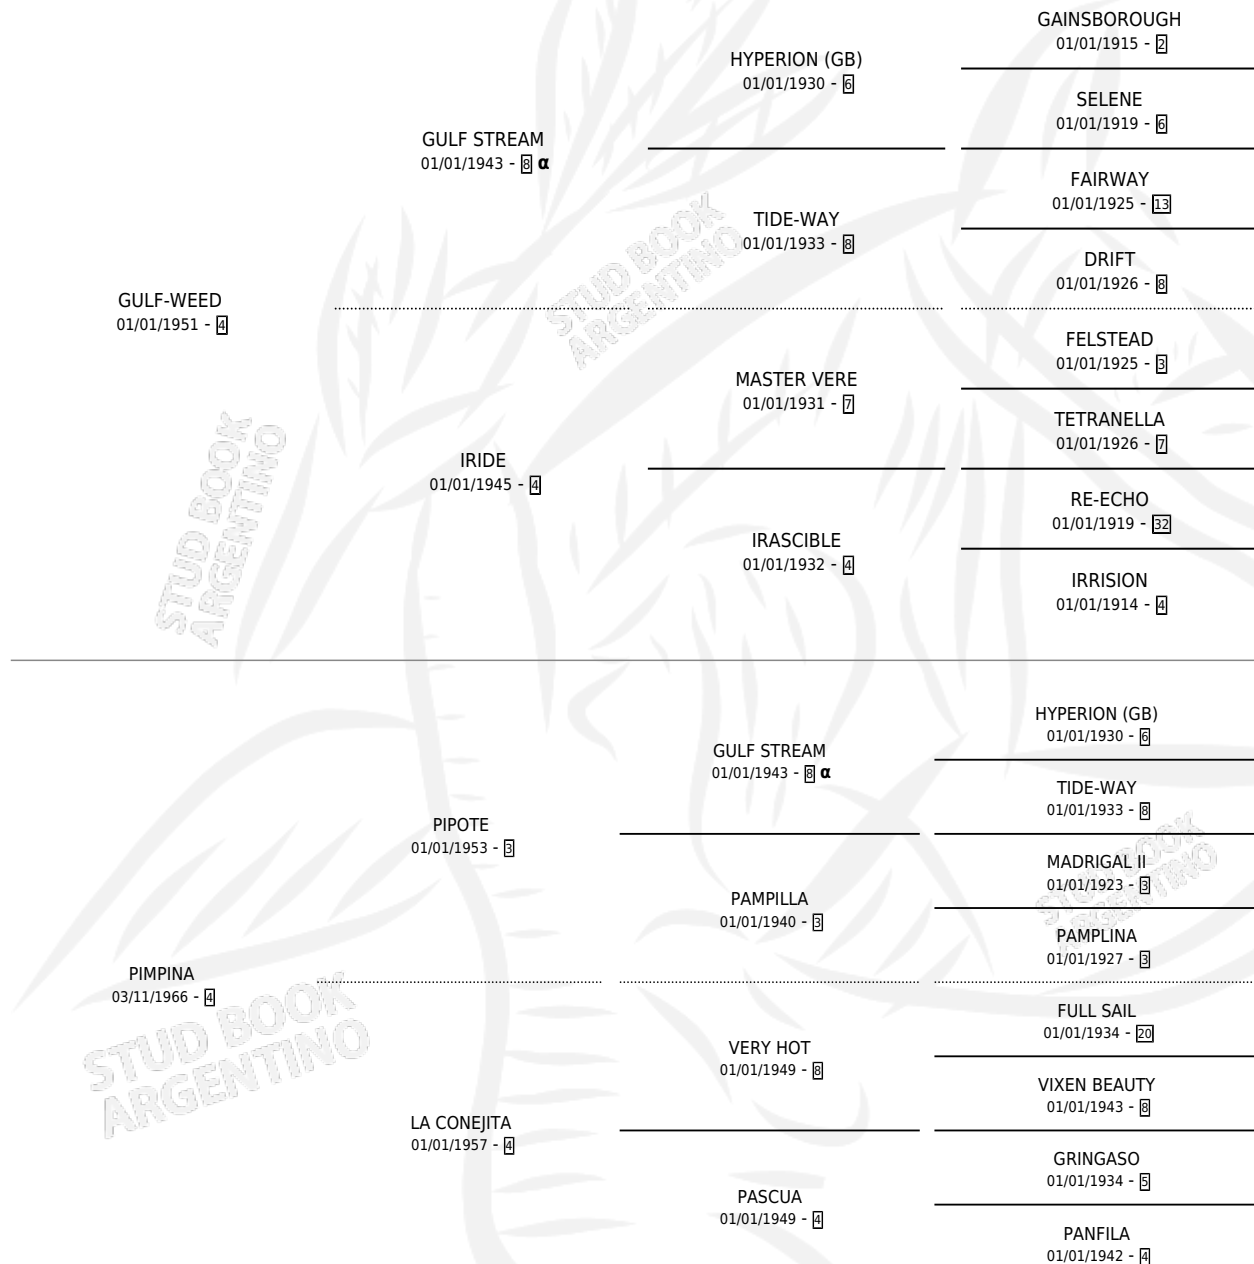 GAINSBOROUGH
01/01/1915 - 2
HYPERION (GB)
01/01/1930 - 6
SELENE
01/01/1919 - 6
GULF STREAM
01/01/1943 - 8 α
FAIRWAY
01/01/1925 - 13
TIDE-WAY
01/01/1933 - 8
DRIFT
01/01/1926 - 8
GULF-WEED
01/01/1951 - 4
FELSTEAD
01/01/1925 - 3
MASTER VERE
01/01/1931 - 7
TETRANELLA
01/01/1926 - 7
IRIDE
01/01/1945 - 4
RE-ECHO
01/01/1919 - 32
IRASCIBLE
01/01/1932 - 4
IRRISION
01/01/1914 - 4
HYPERION (GB)
01/01/1930 - 6
GULF STREAM
01/01/1943 - 8 α
TIDE-WAY
01/01/1933 - 8
PIPOTE
01/01/1953 - 3
MADRIGAL II
01/01/1923 - 3
PAMPILLA
01/01/1940 - 3
PAMPLINA
01/01/1927 - 3
PIMPINA
03/11/1966 - 4
FULL SAIL
01/01/1934 - 20
VERY HOT
01/01/1949 - 8
VIXEN BEAUTY
01/01/1943 - 8
LA CONEJITA
01/01/1957 - 4
GRINGASO
01/01/1934 - 5
PASCUA
01/01/1949 - 4
PANFILA
01/01/1942 - 4
STUD BOOK
ARGENTINO
STUD BOOK
ARGENTINO
STUD BOOK
ARGENTINO
STUD BOOK
ARGENTINO